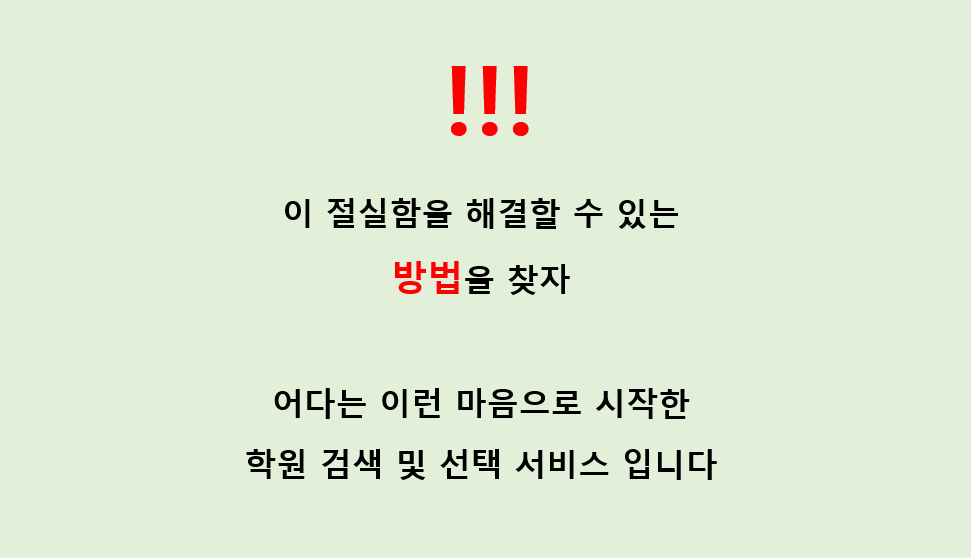 !!!
이 절실함을 해결할 수 있는
방법을 찾자
어다는 이런 마음으로 시작한
학원 검색 및 선택 서비스 입니다